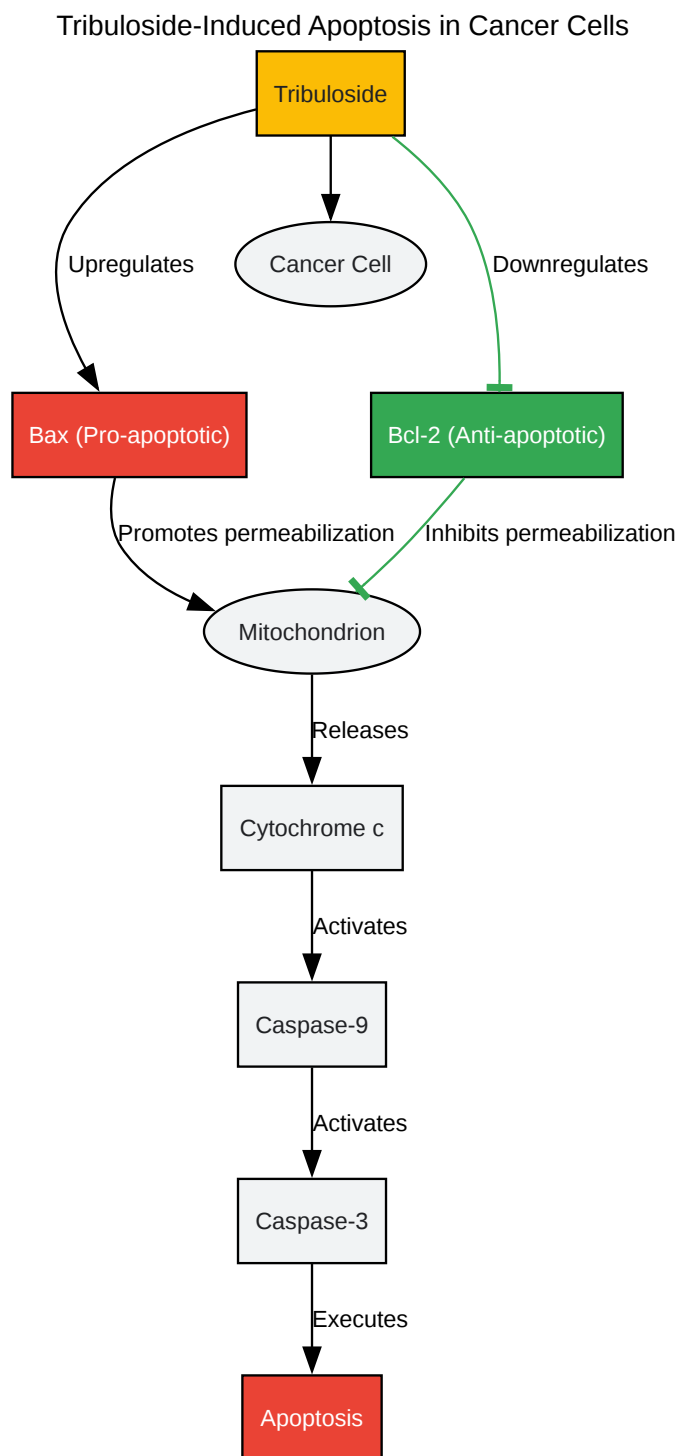 Tribuloside-Induced Apoptosis in Cancer Cells
Tribuloside
Cancer Cell
Upregulates
Downregulates
Bax (Pro-apoptotic)
Bcl-2 (Anti-apoptotic)
Promotes permeabilization
Inhibits permeabilization
Mitochondrion
Releases
Cytochrome c
Activates
Caspase-9
Activates
Caspase-3
Executes
Apoptosis